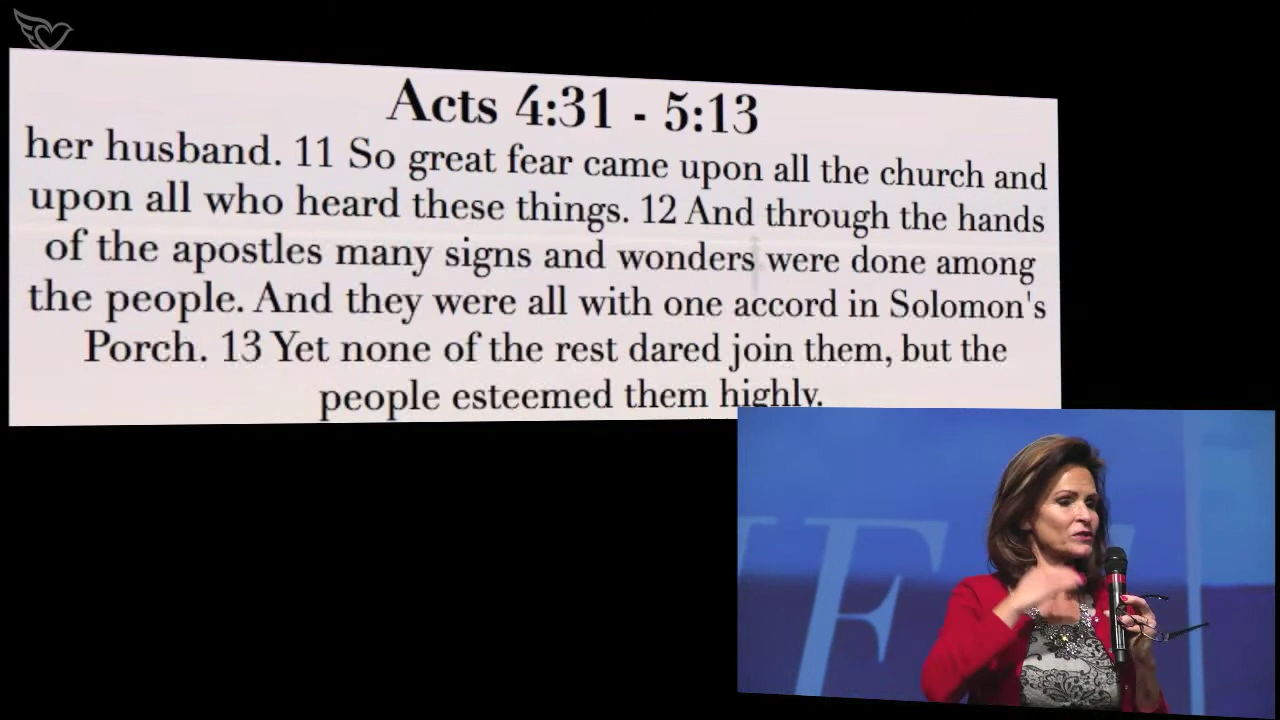 Acts 4:31 - 5:13
her husband. 11 So great fear came upon all the church and
upon all who heard these things. 12 And through the hands
of the apostles many signs and wonders were done among
the people. And they were all with one accord in Solomon's
Porch. 13 Yet none of the rest dared join them, but the
people esteemed them highly.